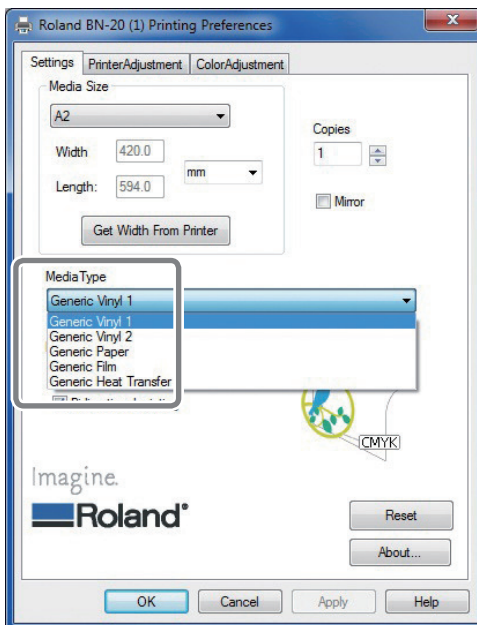 Roland BN-20 (1) Printing Preferences
Settings PrinterAdjustment ColorAdjustment
Media Size
A2
Width 420.0
Length: 594.0
mm
Get Width From Printer
Copies
1
Mirror
MediaType
Generic Vinyl 1
Generic Vinyl 1
Generic Vinyl 2
Generic Paper
Generic Film
Generic Heat Transfer
CMYK
Imagine.
Roland®
Reset
About...
OK Cancel Apply Help